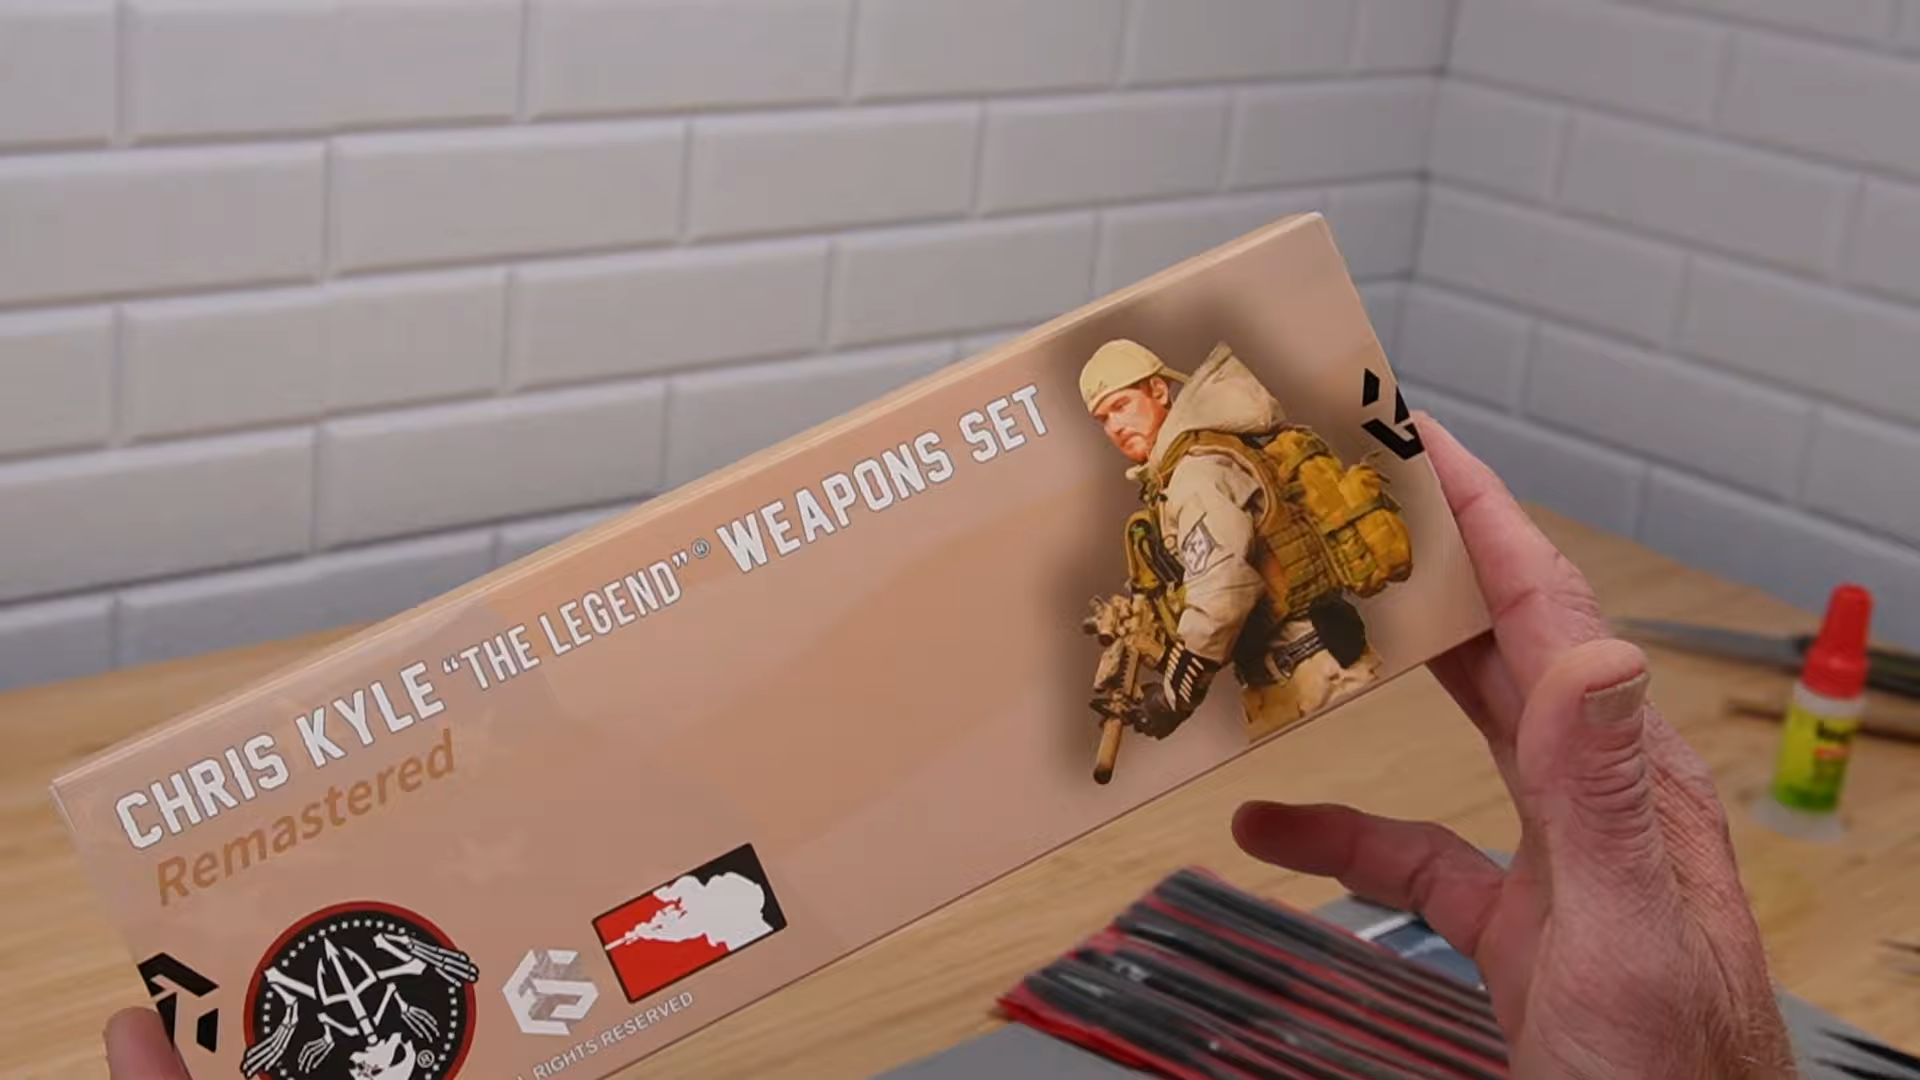 CHRIS KYLE “THE LEGEND”® WEAPONS SET
Remastered
®
RIGHTS RESERVED